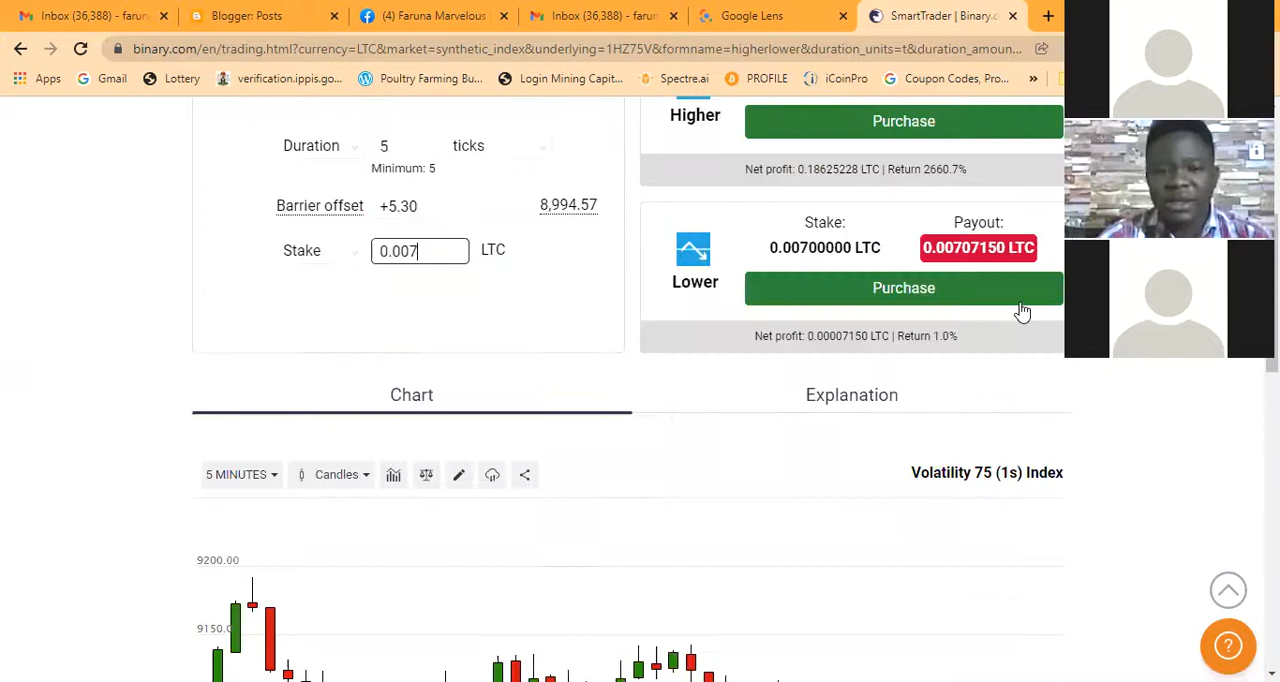 Inbox (36,388) - farun
Blogger: Posts
(4) Faruna Marvelous
Inbox (36,388) - farun
Google Lens
SmartTrader | Binary.c
binary.com/en/trading.html?currency=LTC&market=synthetic_index&underlying=1HZ75V&formname=higherlower&duration_units=t&duration_amoun...
Apps
Gmail
Lottery
verification.ippis.go...
Poultry Farming Bu...
Login Mining Capit...
Spectre.ai
PROFILE
iCoinPro
Coupon Codes, Pro...
»
Higher
Purchase
Net profit: 0.18625228 LTC | Return 2660.7%
Duration 5 ticks
Minimum: 5
Barrier offset +5.30 8,994.57
Stake 0.007 LTC
Stake: Payout:
0.00700000 LTC 0.00707150 LTC
Lower
Purchase
Net profit: 0.00007150 LTC | Return 1.0%
Chart Explanation
5 MINUTES Candles
Volatility 75 (1s) Index
9200.00
9150.0
?